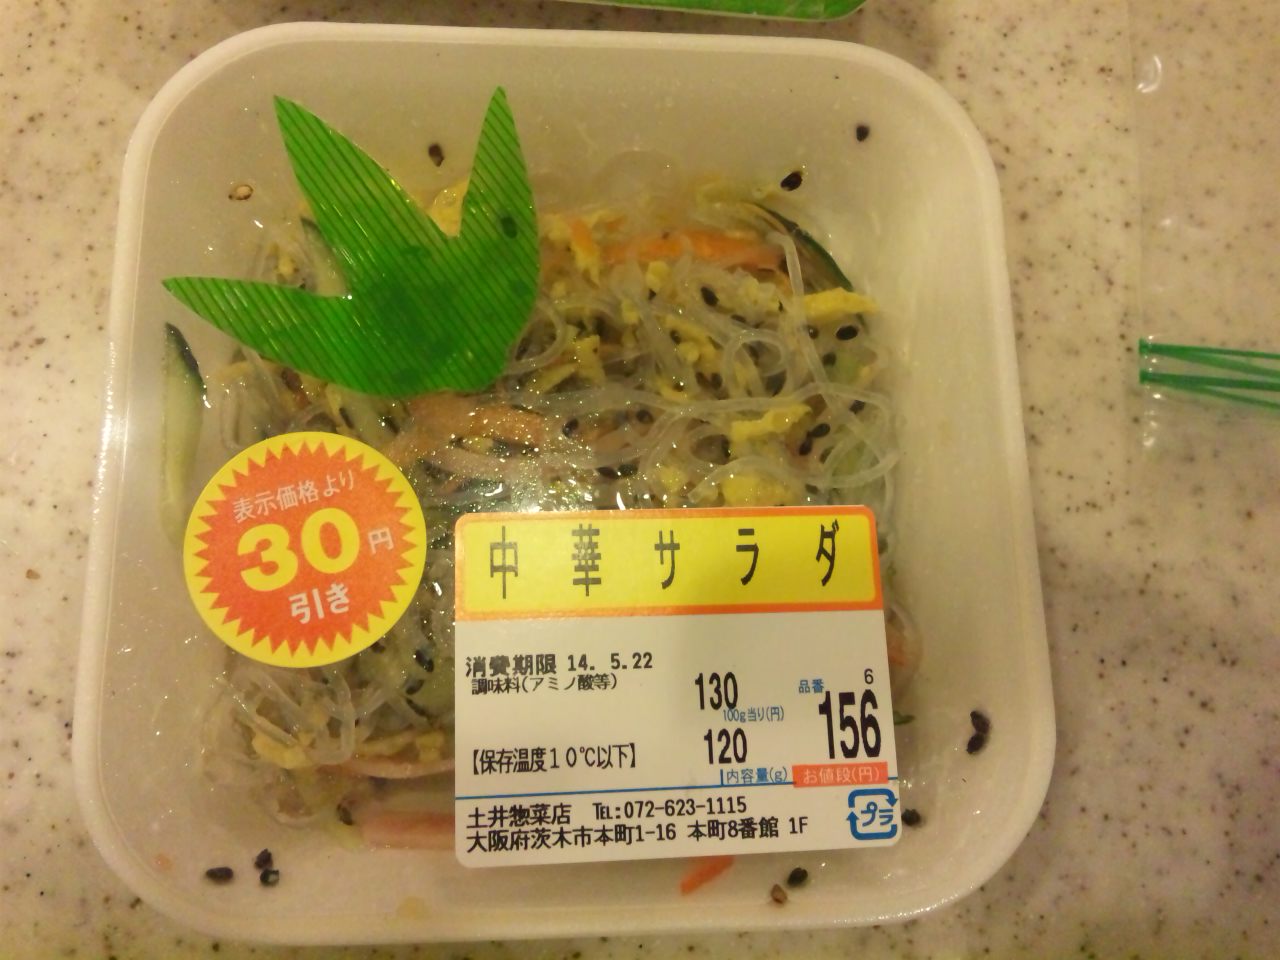 表示価格より
30円
引き
中華サラダ
消費期限 14. 5.22
調味料(アミノ酸等)
130
100g当り(円)
品番 6
156
【保存温度10℃以下】
120
内容量(g)
お値段(円)
土井惣菜店 TEL:072-623-1115
大阪府茨木市本町1-16 本町8番館 1F
プラ